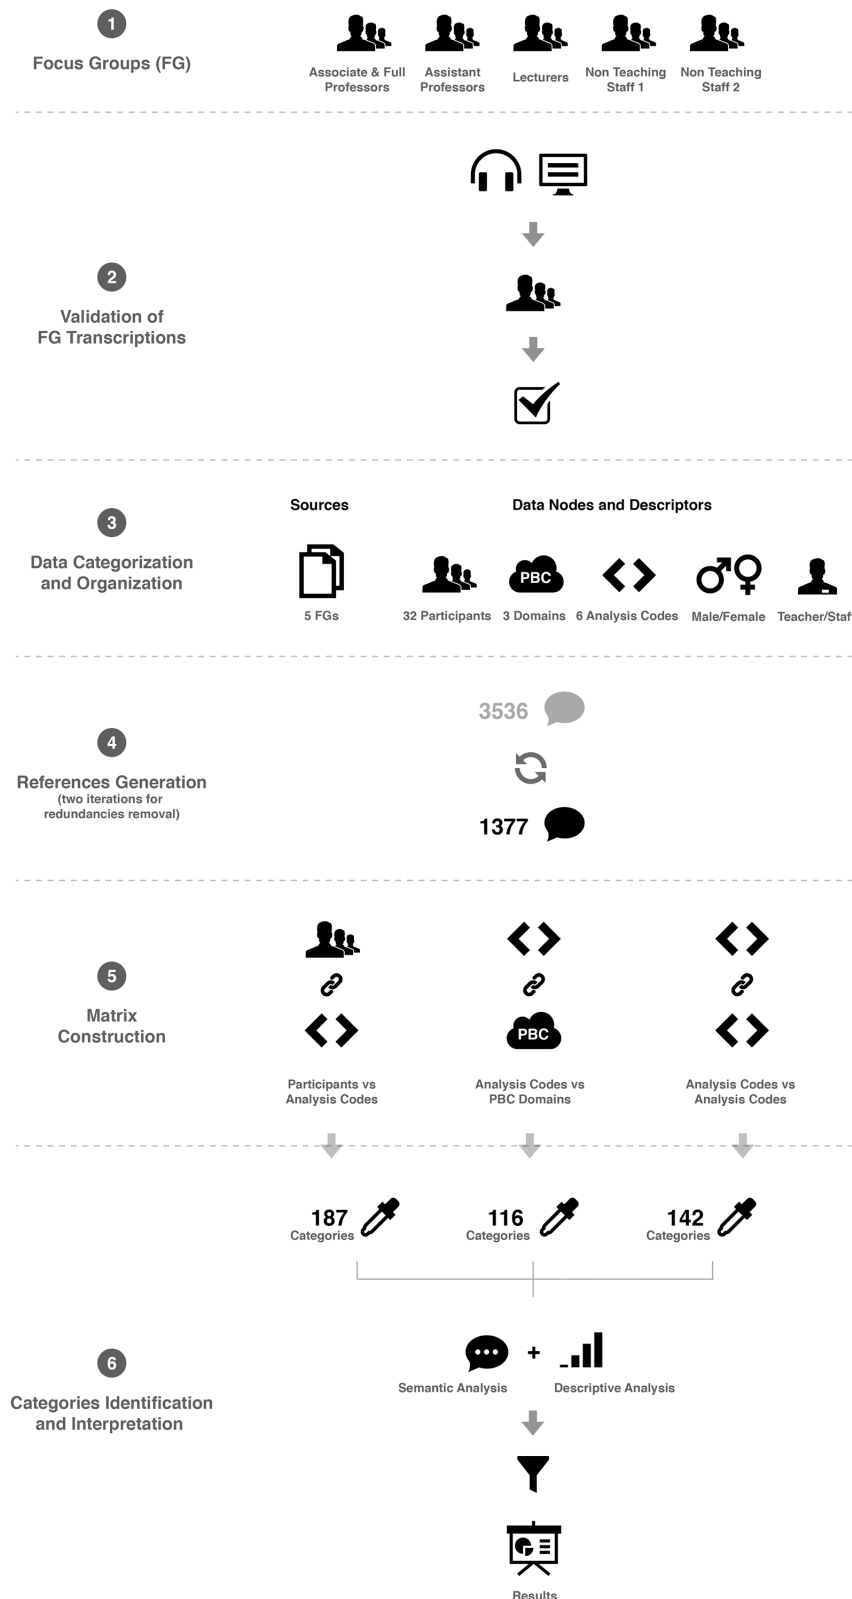 1
Focus Groups (FG)
Associate & Full
Professors
Assistant
Professors
Lecturers
Non Teaching
Staff 1
Non Teaching
Staff 2
2
Validation of
FG Transcriptions
3
Data Categorization
and Organization
Sources
Data Nodes and Descriptors
PBC
5 FGs
32 Participants
3 Domains
6 Analysis Codes
Male/Female
Teacher/Staff
4
References Generation
(two iterations for
redundancies removal)
3536
1377
5
Matrix
Construction
PBC
Participants vs
Analysis Codes
Analysis Codes vs
PBC Domains
Analysis Codes vs
Analysis Codes
187
Categories
116
Categories
142
Categories
6
Categories Identification
and Interpretation
+
Semantic Analysis
Descriptive Analysis
Results